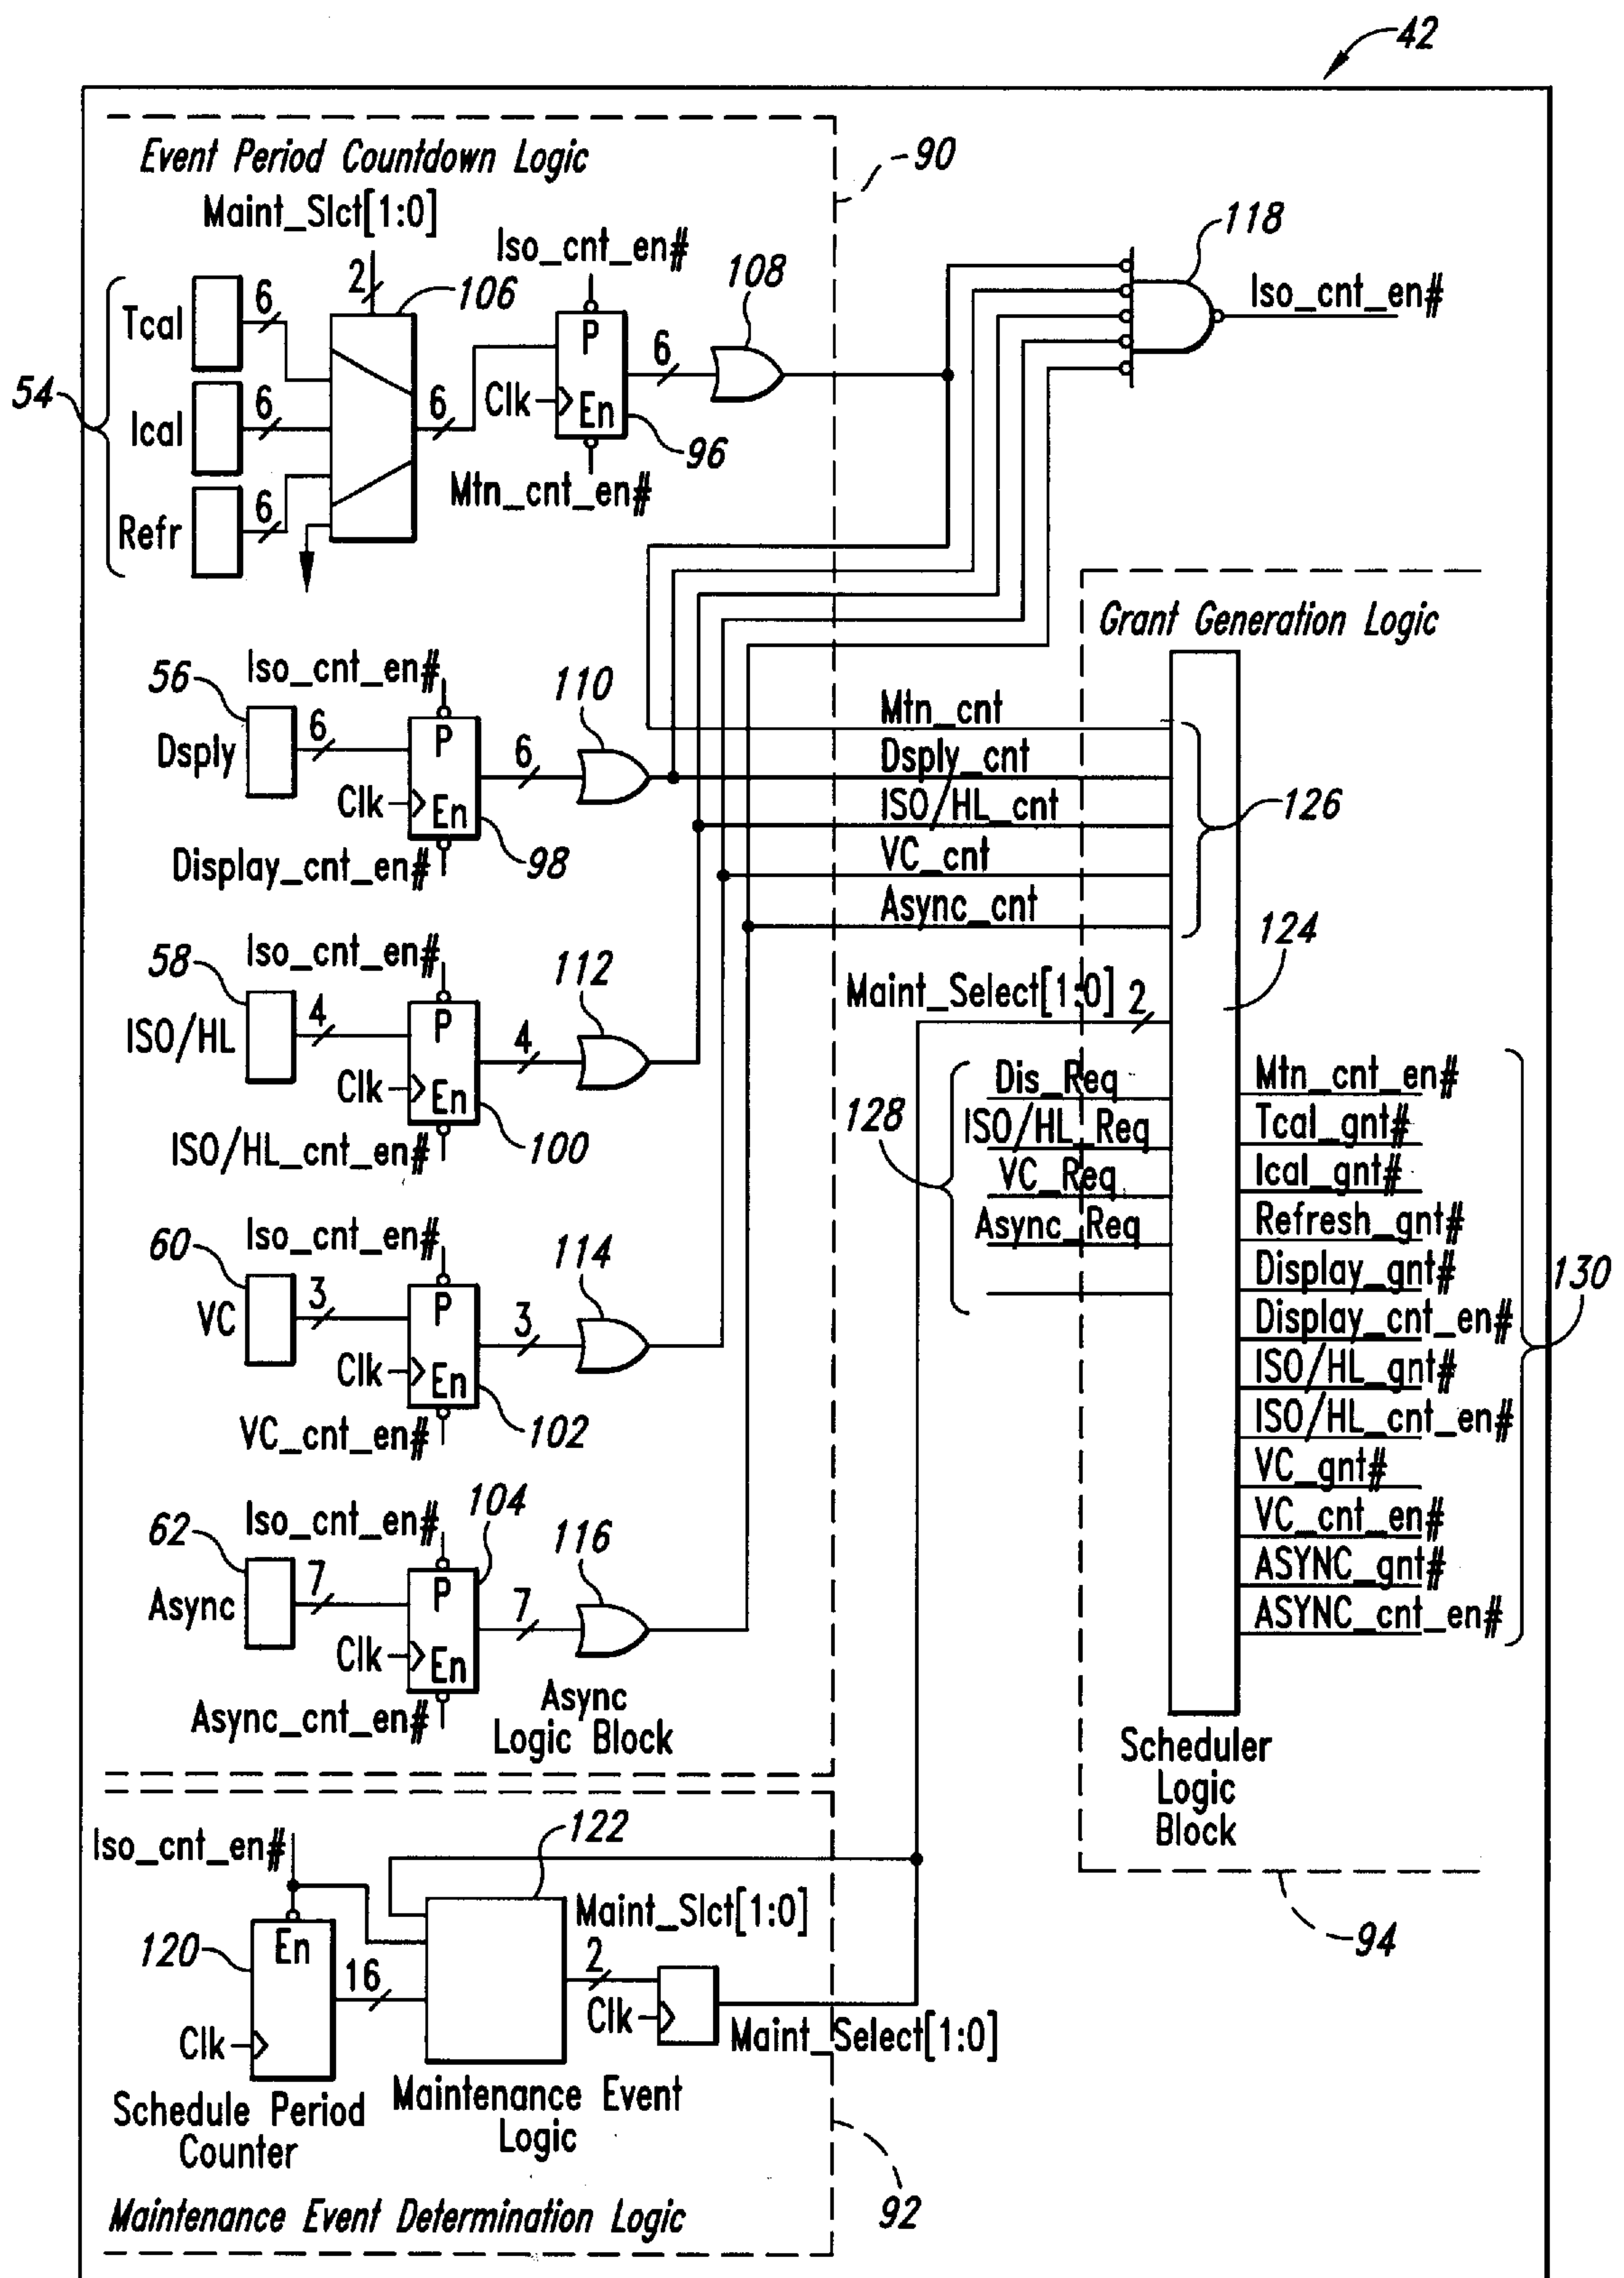 42
Event Period Countdown Logic
90
Maint_Slct[1:0]
118
Iso_cnt_en#
108
2
106
Iso_cnt_en#
Tcal
6
P
6
54
Ical
6
6
Clk
En
96
Mtn_cnt_en#
Refr
6
Grant Generation Logic
56
Iso_cnt_en#
110
Mtn_cnt
Dsply
6
P
6
Dsply_cnt
Clk
En
ISO/HL_cnt
126
Display_cnt_en#
98
VC_cnt
Async_cnt
124
58
Iso_cnt_en#
112
Maint_Select[1:0]
2
ISO/HL
4
P
4
Clk
En
Dis_Req
Mtn_cnt_en#
128
ISO/HL_Req
Tcal_gnt#
ISO/HL_cnt_en#
100
VC_Req
Ical_gnt#
Async_Req
Refresh_gnt#
60
Iso_cnt_en#
114
Display_gnt#
130
VC
3
P
3
Display_cnt_en#
Clk
En
ISO/HL_gnt#
VC_cnt_en#
102
ISO/HL_cnt_en#
VC_gnt#
62
Iso_cnt_en#
104
116
VC_cnt_en#
Async
7
P
7
ASYNC_gnt#
Clk
En
ASYNC_cnt_en#
Async_cnt_en#
Async
Logic Block
Scheduler
Logic
Block
Iso_cnt_en#
122
Maint_Slct[1:0]
120
En
16
2
94
Clk
Clk
Maint_Select[1:0]
Schedule Period
Counter
Maintenance Event
Logic
92
Maintenance Event Determination Logic